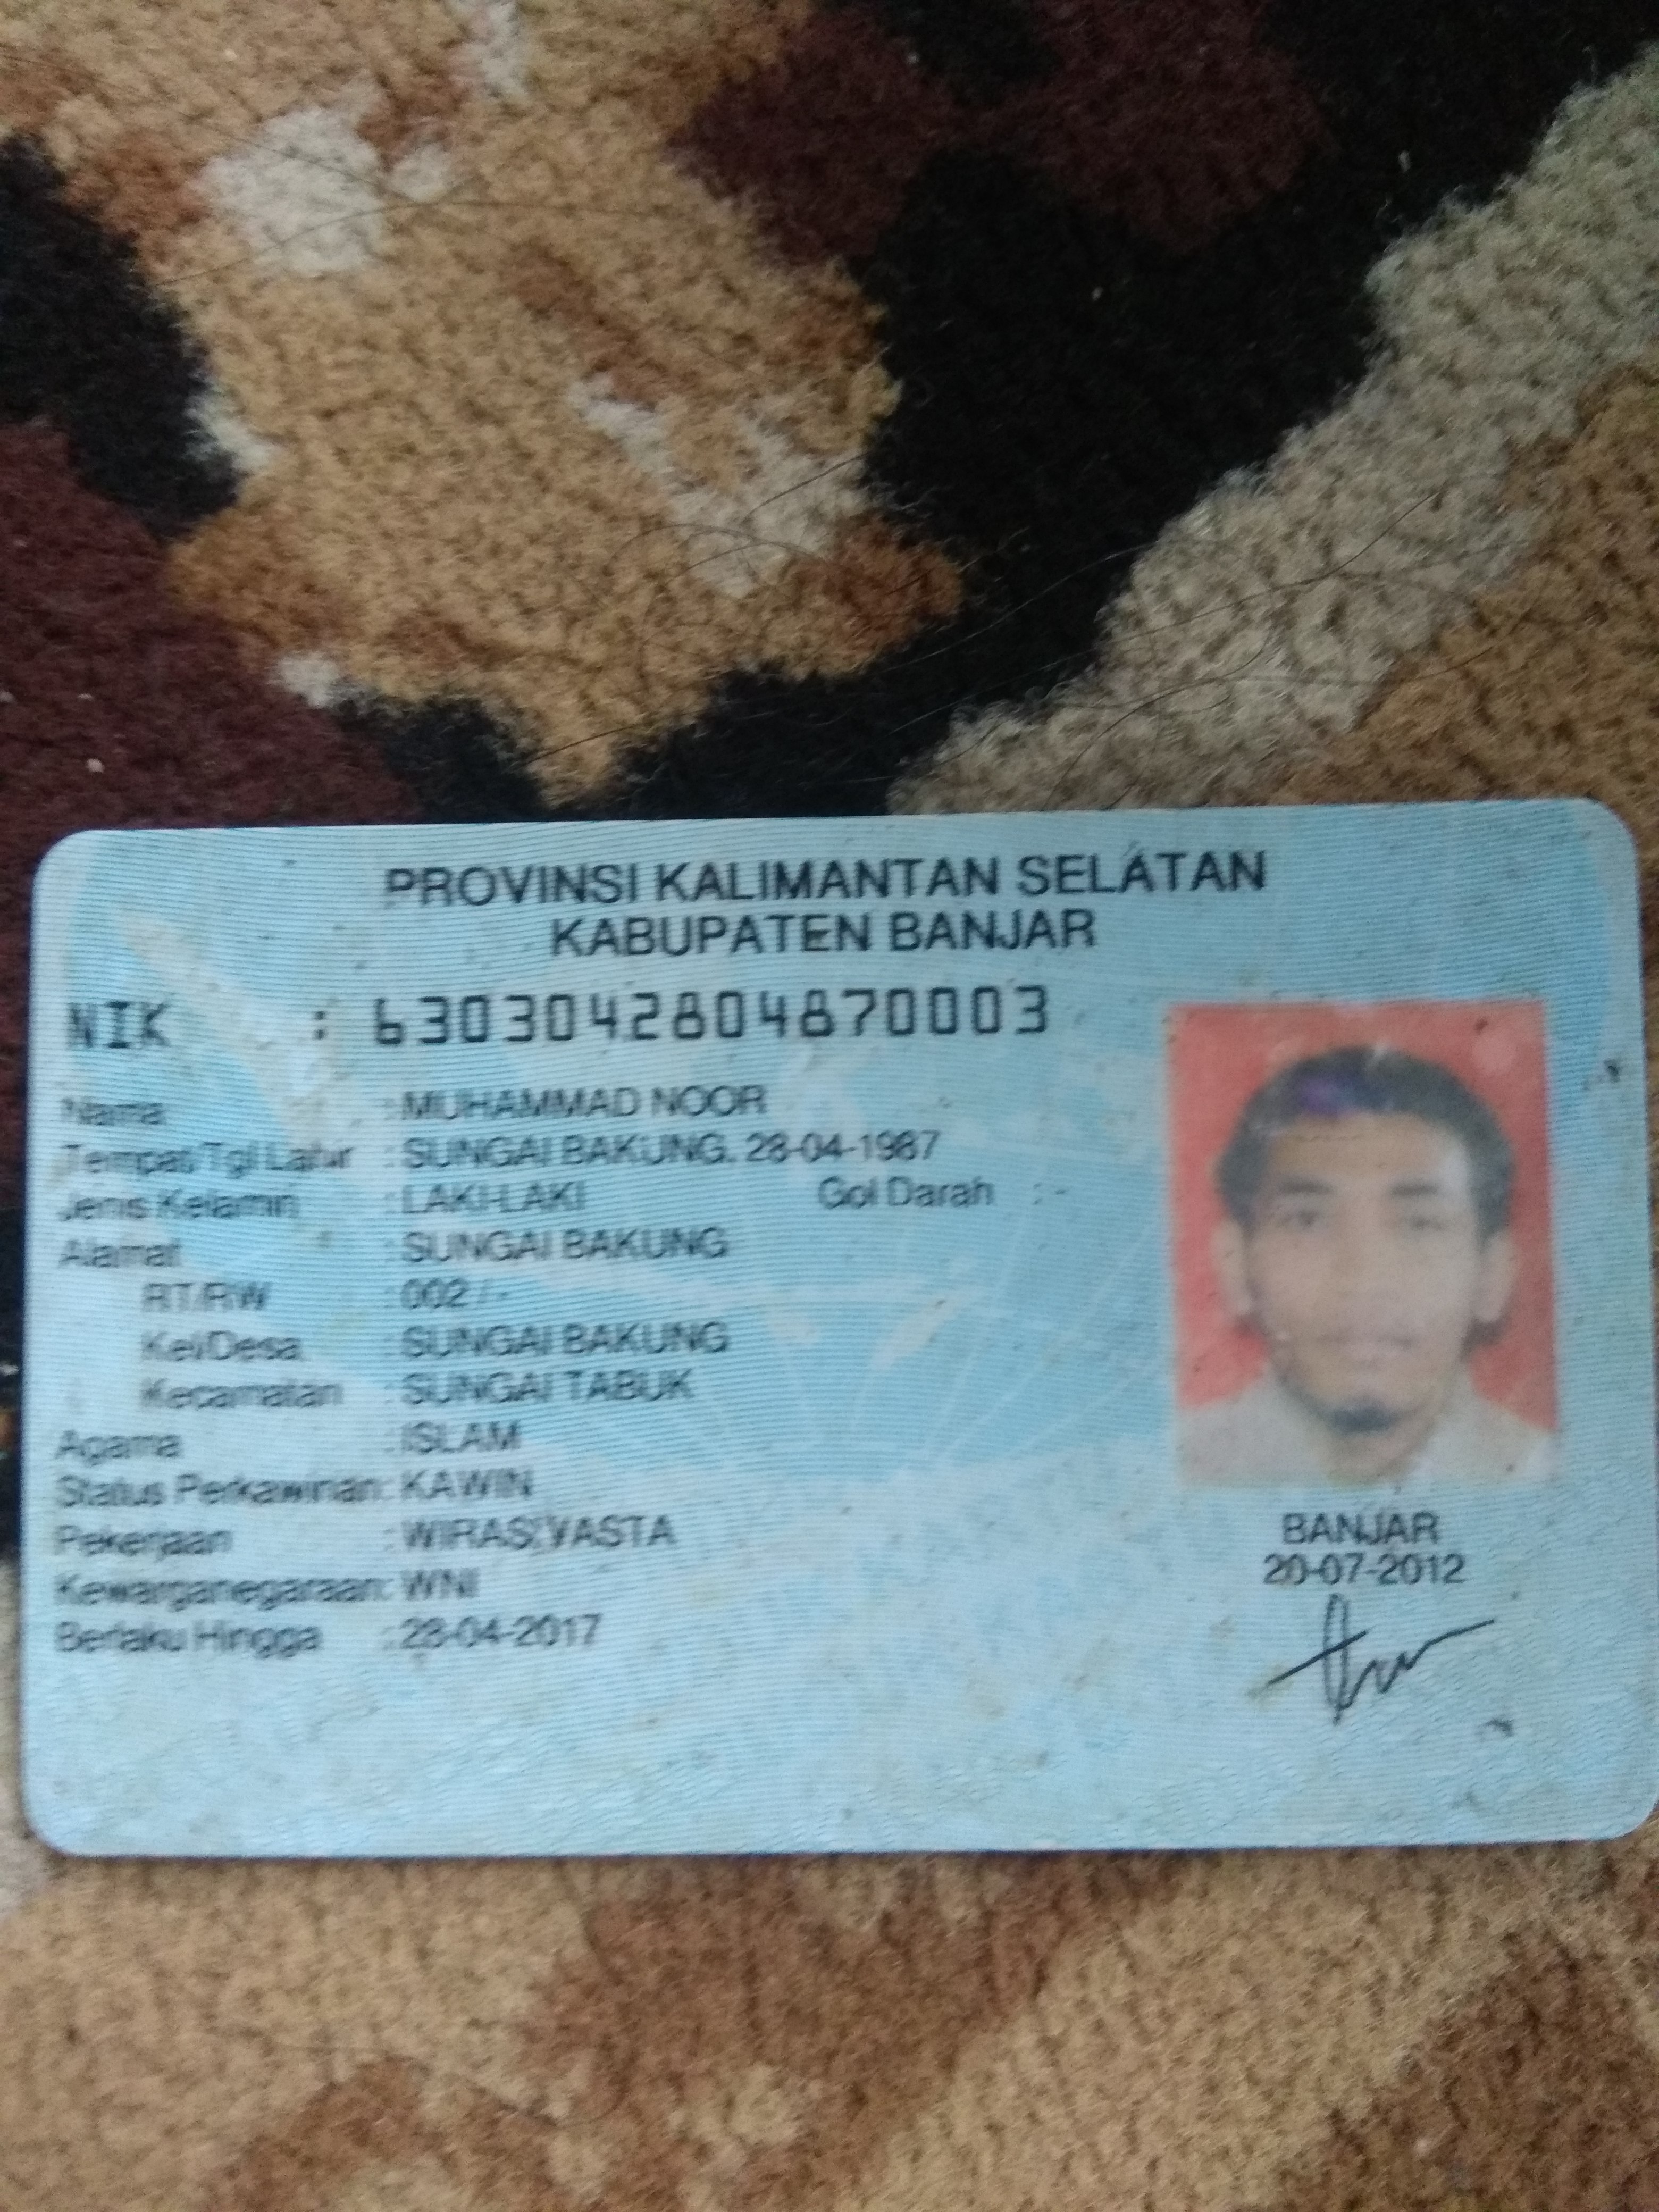 PROVINSI KALIMANTAN SELATAN
KABUPATEN BANJAR
NIK : 6303042804870003
Nama : MUHAMMAD NOOR
Tempat/Tgl Lahir : SUNGAI BAKUNG, 28-04-1987
Jenis Kelamin : LAKI-LAKI Gol Darah : -
Alamat : SUNGAI BAKUNG
RT/RW : 002 / -
Kel/Desa : SUNGAI BAKUNG
Kecamatan : SUNGAI TABUK
Agama : ISLAM
Status Perkawinan: KAWIN
Pekerjaan : WIRASWASTA
Kewarganegaraan: WNI
Berlaku Hingga : 28-04-2017
BANJAR
20-07-2012